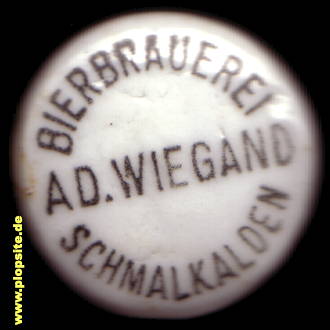 BIERBRAUEREI
AD. WIEGAND
SCHMALKALDEN
www.plopsite.de